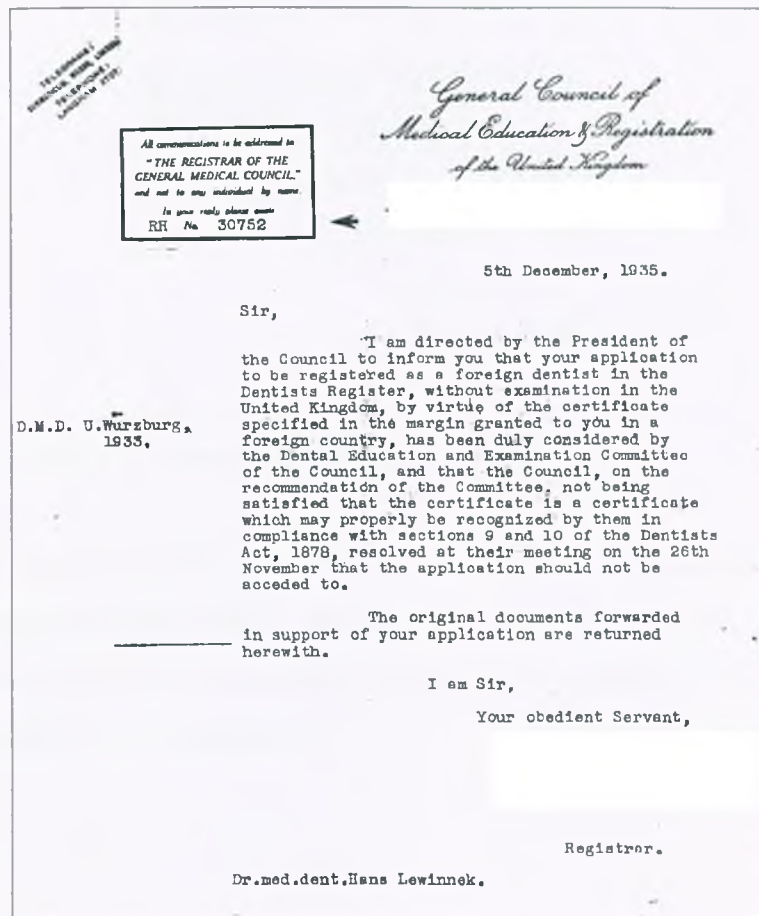 TELEGRAMS:
TELEPHONE:
LANGHAM
General Council of
Medical Education & Registration
of the United Kingdom
All communications to be addressed to
"THE REGISTRAR OF THE
GENERAL MEDICAL COUNCIL."
and not to any individual by name.
In your reply please quote
RH No 30752
5th December, 1935.
Sir,
I am directed by the President of
the Council to inform you that your application
to be registered as a foreign dentist in the
Dentists Register, without examination in the
United Kingdom, by virtue of the certificate
specified in the margin granted to you in a
foreign country, has been duly considered by
the Dental Education and Examination Committee
of the Council, and that the Council, on the
recommendation of the Committee, not being
satisfied that the certificate is a certificate
which may properly be recognized by them in
compliance with sections 9 and 10 of the Dentists
Act, 1878, resolved at their meeting on the 26th
November that the application should not be
acceded to.
D.M.D. U.Wurzburg,
1933.
The original documents forwarded
in support of your application are returned
herewith.
I am Sir,
Your obedient Servant,
Registrar.
Dr.med.dent.Hans Lewinnek.